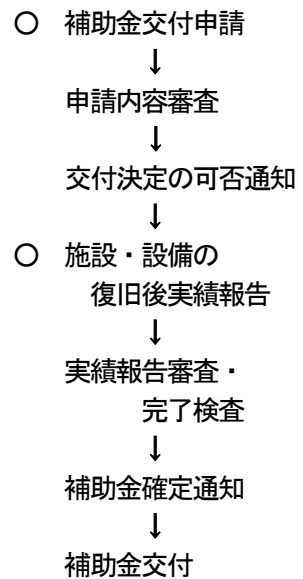 ○ 補助金交付申請
↓
申請内容審査
↓
交付決定の可否通知
↓
○ 施設・設備の
復旧後実績報告
↓
実績報告審査・
完了検査
↓
補助金確定通知
↓
補助金交付